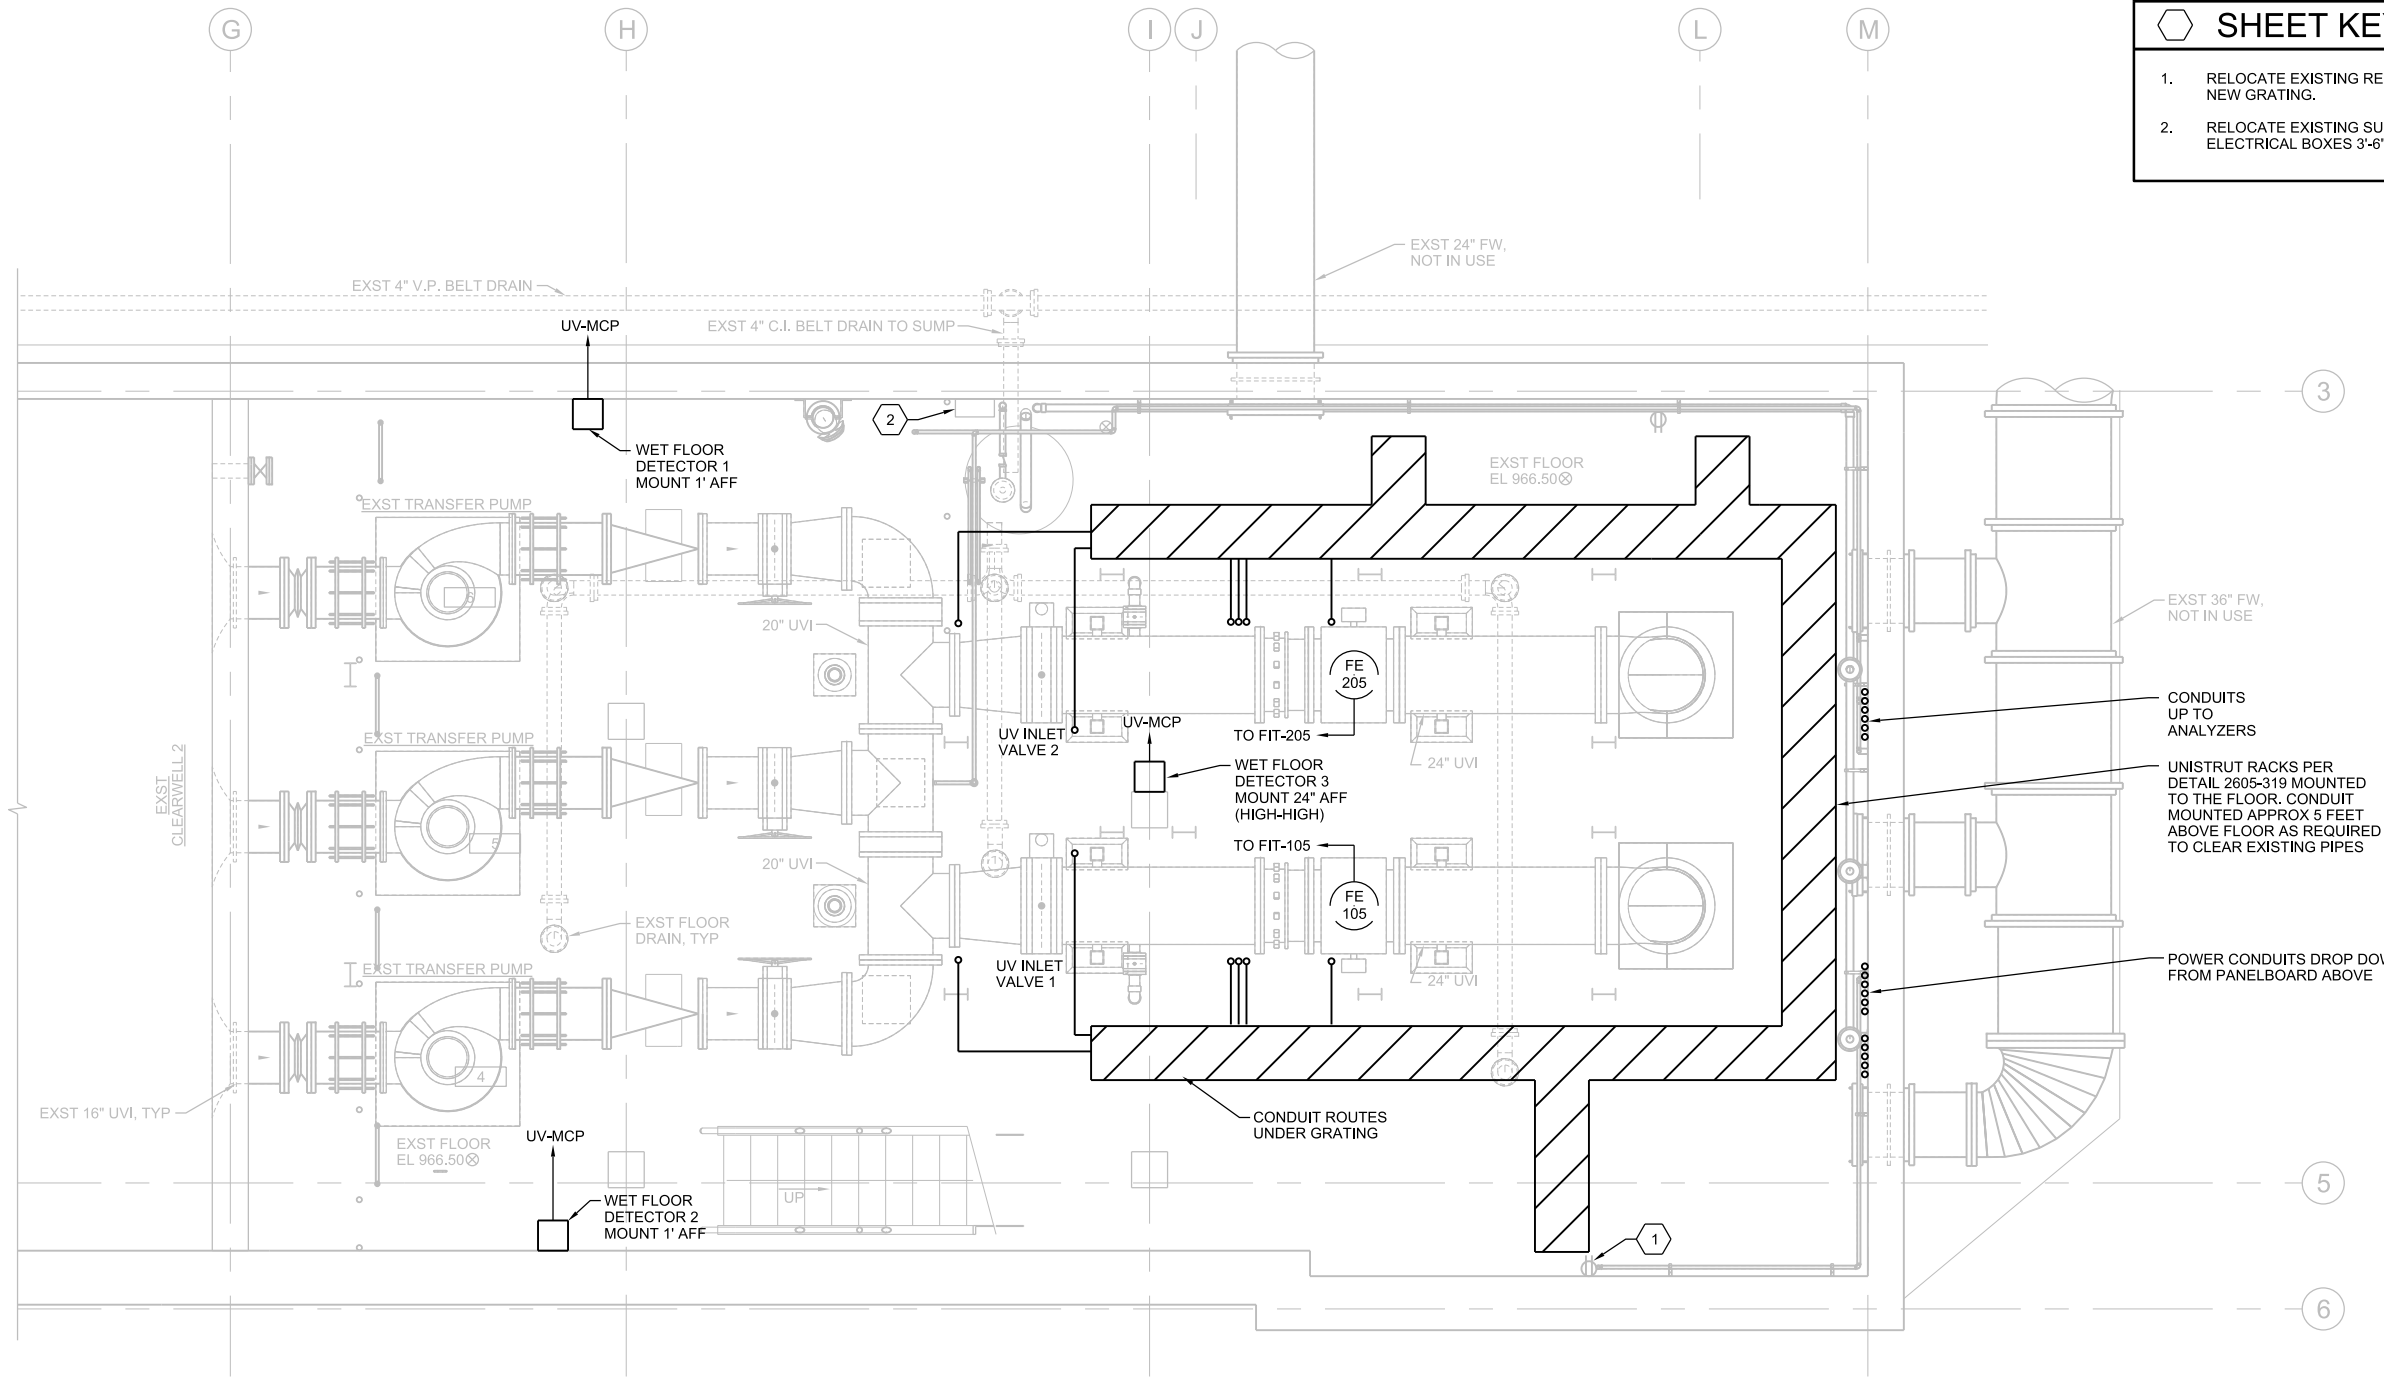 G
H
I
J
L
M
SHEET KEY
1. RELOCATE EXISTING RE
NEW GRATING.
2. RELOCATE EXISTING SU
ELECTRICAL BOXES 3'-6"
EXST 24" FW,
NOT IN USE
EXST 4" V.P. BELT DRAIN
UV-MCP
EXST 4" C.I. BELT DRAIN TO SUMP
3
2
WET FLOOR
DETECTOR 1
MOUNT 1' AFF
EXST FLOOR
EL 966.50
EXST TRANSFER PUMP
6
20" UVI
EXST 36" FW,
NOT IN USE
FE
205
CONDUITS
UP TO
ANALYZERS
UV-MCP
UV INLET
VALVE 2
TO FIT-205
EXST TRANSFER PUMP
24" UVI
WET FLOOR
DETECTOR 3
MOUNT 24" AFF
(HIGH-HIGH)
UNISTRUT RACKS PER
DETAIL 2605-319 MOUNTED
TO THE FLOOR. CONDUIT
MOUNTED APPROX 5 FEET
ABOVE FLOOR AS REQUIRED
TO CLEAR EXISTING PIPES
EXST
CLEARWELL 2
5
TO FIT-105
20" UVI
FE
105
EXST FLOOR
DRAIN, TYP
EXST TRANSFER PUMP
UV INLET
VALVE 1
24" UVI
POWER CONDUITS DROP DOW
FROM PANELBOARD ABOVE
4
EXST 16" UVI, TYP
CONDUIT ROUTES
UNDER GRATING
EXST FLOOR
EL 966.50
UV-MCP
UP
5
WET FLOOR
DETECTOR 2
MOUNT 1' AFF
1
6